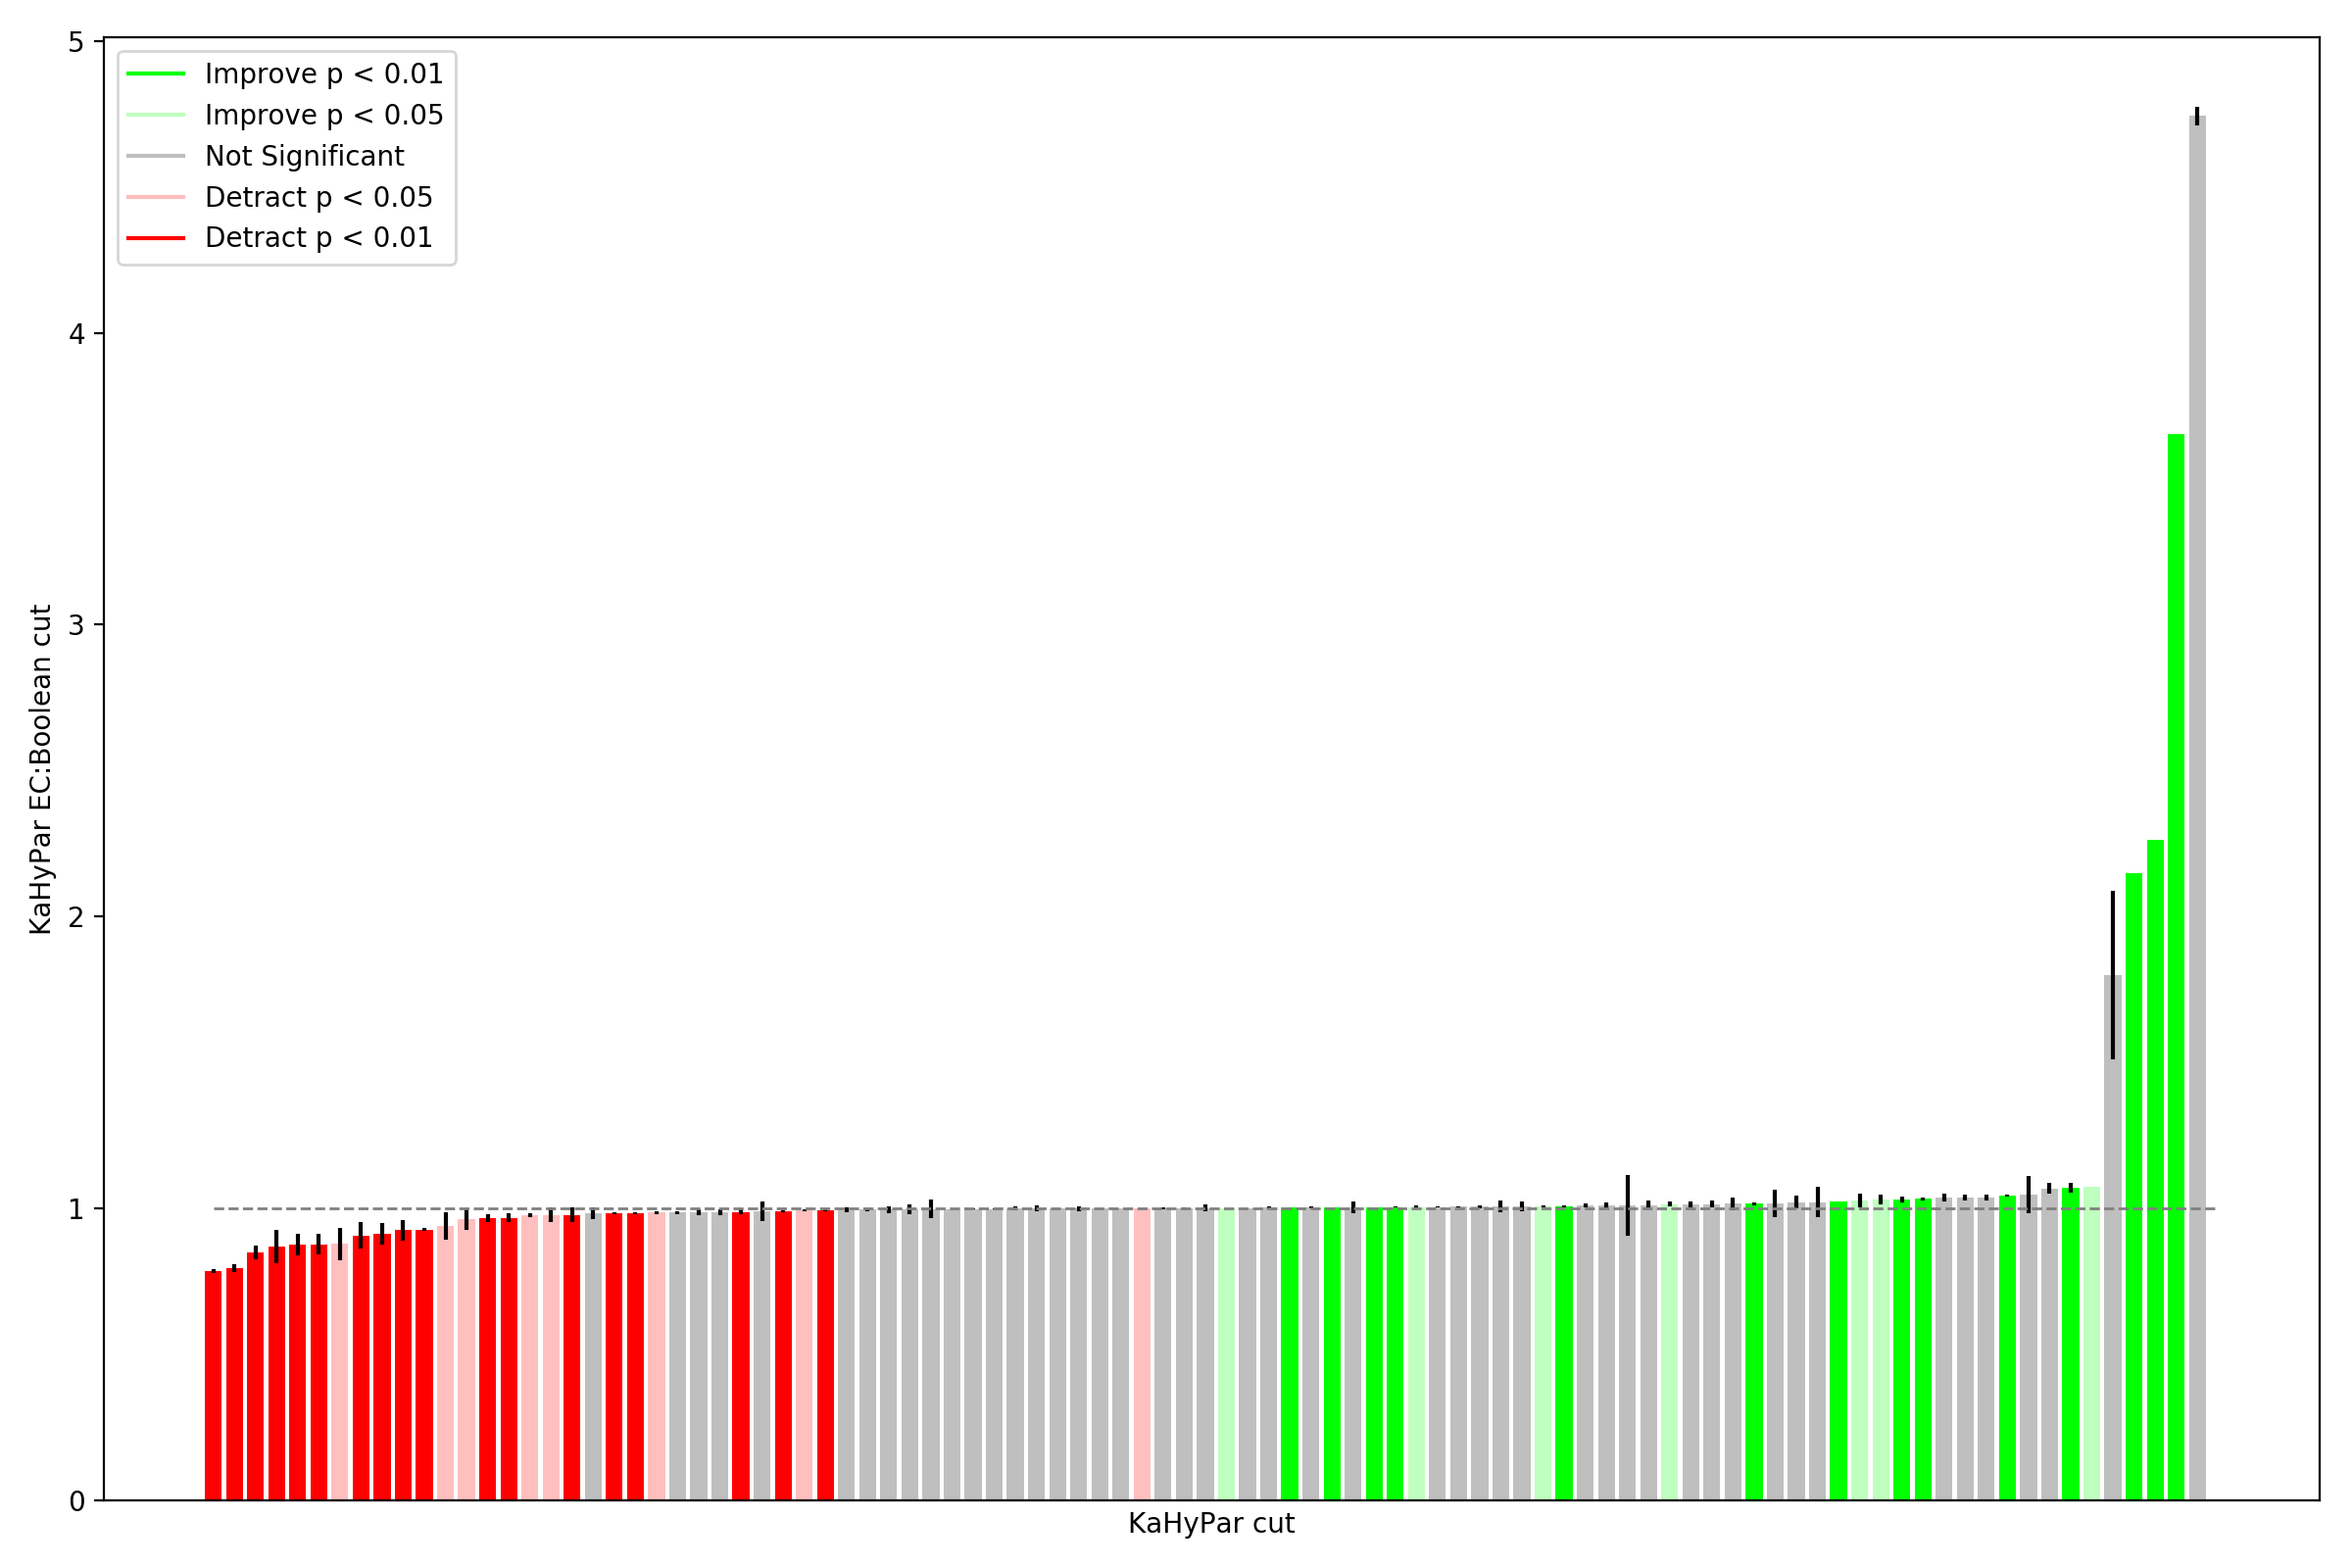 5
4
3
2
1
0
KaHyPar EC:Boolean cut
Improve p < 0.01
Improve p < 0.05
Not Significant
Detract p < 0.05
Detract p < 0.01
KaHyPar cut